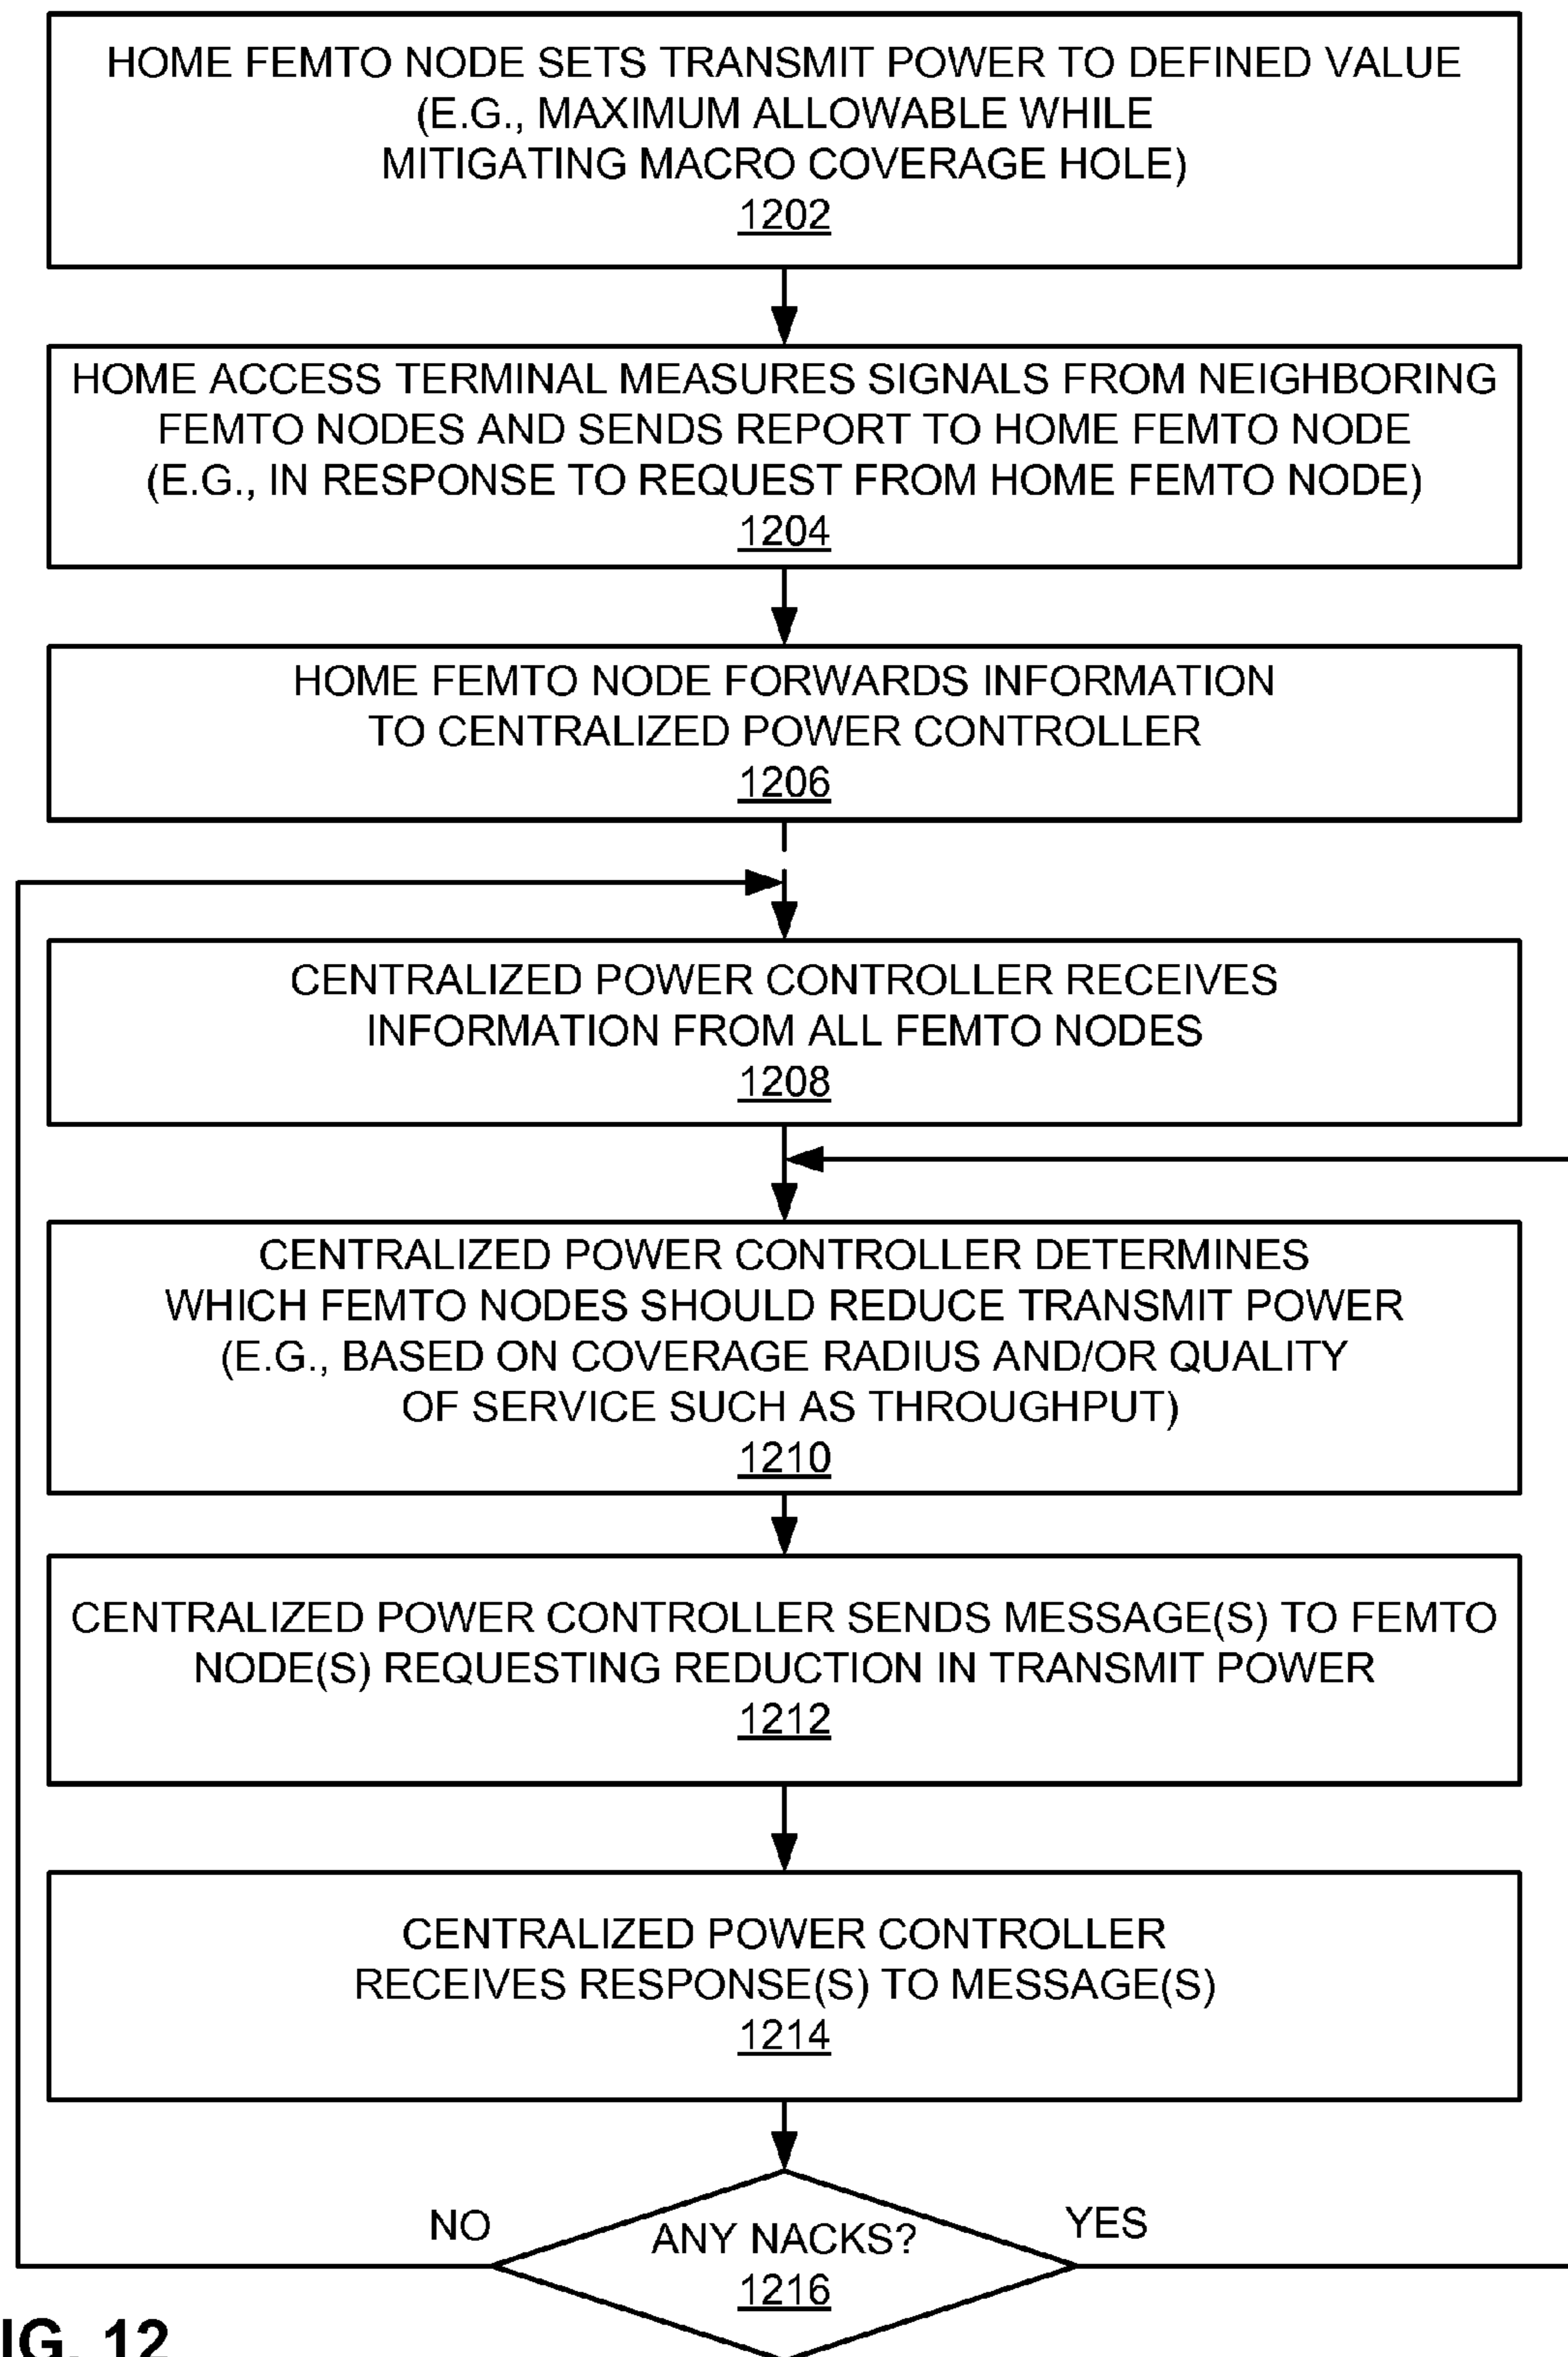 HOME FEMTO NODE SETS TRANSMIT POWER TO DEFINED VALUE
(E.G., MAXIMUM ALLOWABLE WHILE
MITIGATING MACRO COVERAGE HOLE)
1202
HOME ACCESS TERMINAL MEASURES SIGNALS FROM NEIGHBORING
FEMTO NODES AND SENDS REPORT TO HOME FEMTO NODE
(E.G., IN RESPONSE TO REQUEST FROM HOME FEMTO NODE)
1204
HOME FEMTO NODE FORWARDS INFORMATION
TO CENTRALIZED POWER CONTROLLER
1206
CENTRALIZED POWER CONTROLLER RECEIVES
INFORMATION FROM ALL FEMTO NODES
1208
CENTRALIZED POWER CONTROLLER DETERMINES
WHICH FEMTO NODES SHOULD REDUCE TRANSMIT POWER
(E.G., BASED ON COVERAGE RADIUS AND/OR QUALITY
OF SERVICE SUCH AS THROUGHPUT)
1210
CENTRALIZED POWER CONTROLLER SENDS MESSAGE(S) TO FEMTO
NODE(S) REQUESTING REDUCTION IN TRANSMIT POWER
1212
CENTRALIZED POWER CONTROLLER
RECEIVES RESPONSE(S) TO MESSAGE(S)
1214
NO
YES
ANY NACKS?
1216
IG. 12